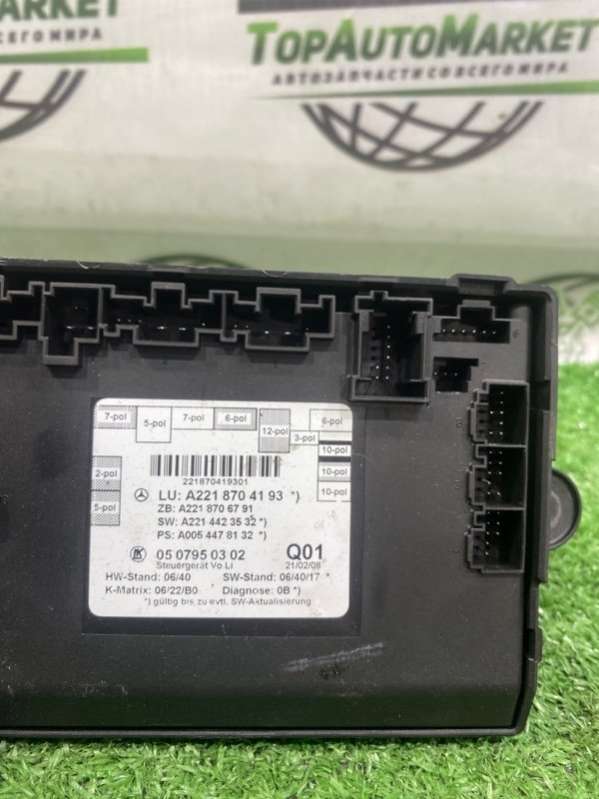 MARKET
ВСЕГО МИРА
TOPAUTOMARKET
АВТОЗАПЧАСТИ СО ВСЕГО МИРА
7-pol 5-pol 7-pol 6-pol 12-pol 3-pol 6-pol
10-pol
2-pol 10-pol
5-pol 10-pol
221870419301
LU: A221 870 41 93 *)
ZB: A221 870 67 91
SW: A221 442 35 32 *)
PS: A005 447 81 32 *)
05 0795 03 02 Q01
Steuergerät Vo Li 21/02/08
HW-Stand: 06/40 SW-Stand: 06/40/17 *
K-Matrix: 06/22/B0 Diagnose: 0B *)
*) gültig bis zu evtl. SW-Aktualisierung